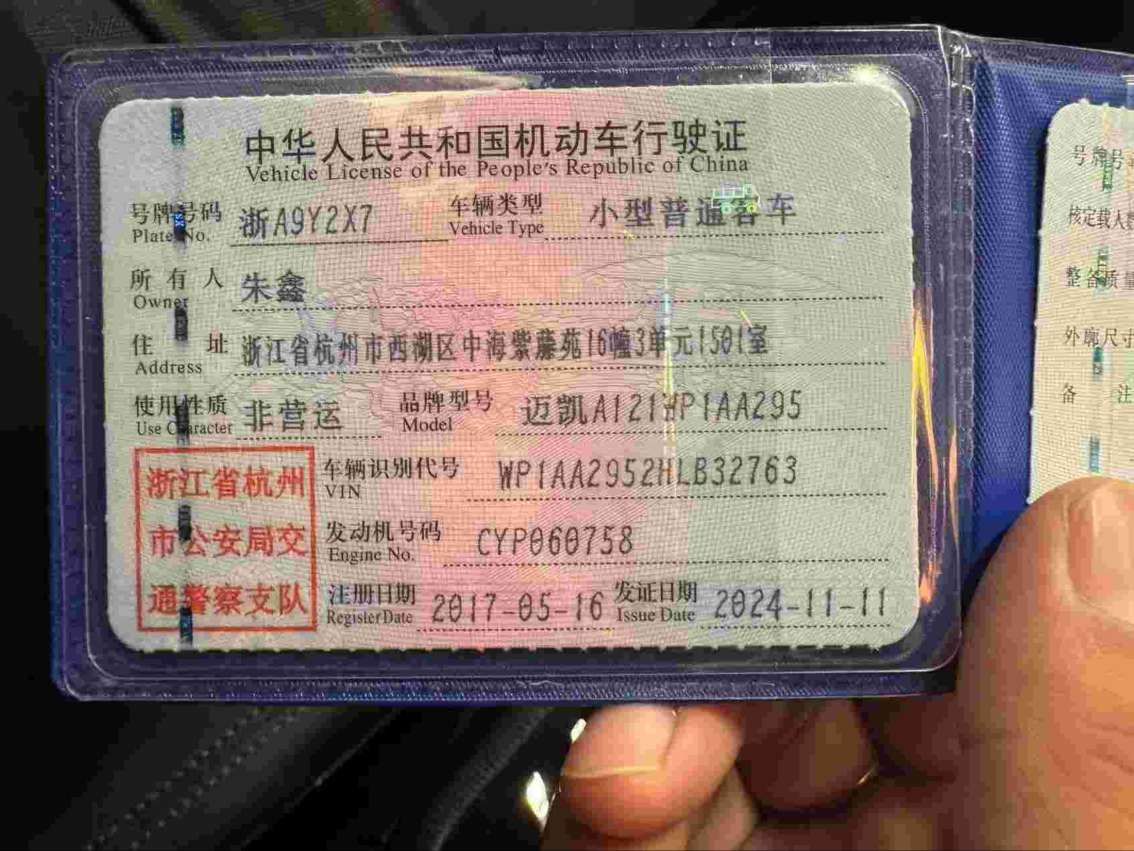 中华人民共和国机动车行驶证
Vehicle License of the People's Republic of China
号牌号码 浙A9Y2X7 车辆类型 小型普通客车
Plate No. Vehicle Type
所有人 朱鑫
Owner
住址 浙江省杭州市西湖区中海紫藤苑16幢3单元1501室
Address
使用性质 非营运 品牌型号 迈凯A121WP1AA295
Use Character Model
浙江省杭州
市公安局交
通警察支队
车辆识别代号 WP1AA2952HLB32763
VIN
发动机号码 CYP060758
Engine No.
注册日期 2017-05-16 发证日期 2024-11-11
Register Date Issue Date
号牌号
核定载人数
整备质量
外廓尺寸
备注